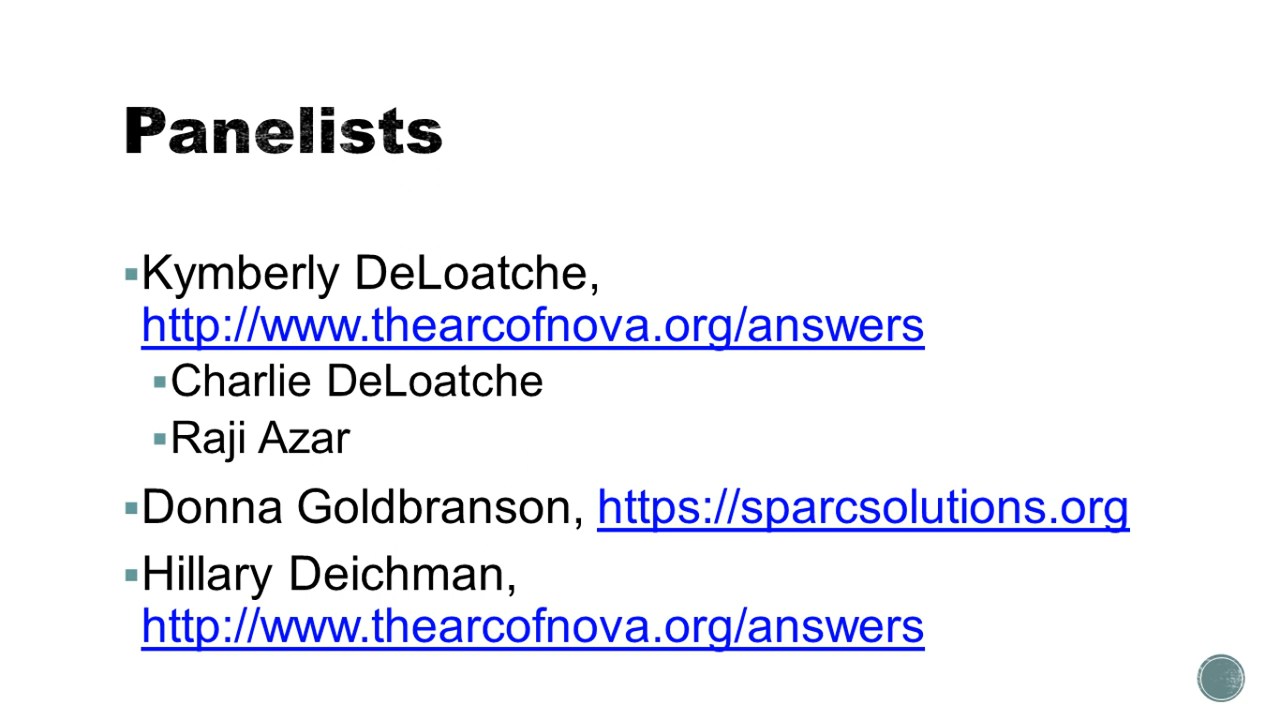 Panelists
Kymberly DeLoatche,
http://www.thearcofnova.org/answers
Charlie DeLoatche
Raji Azar
Donna Goldbranson, https://sparcsolutions.org
Hillary Deichman,
http://www.thearcofnova.org/answers